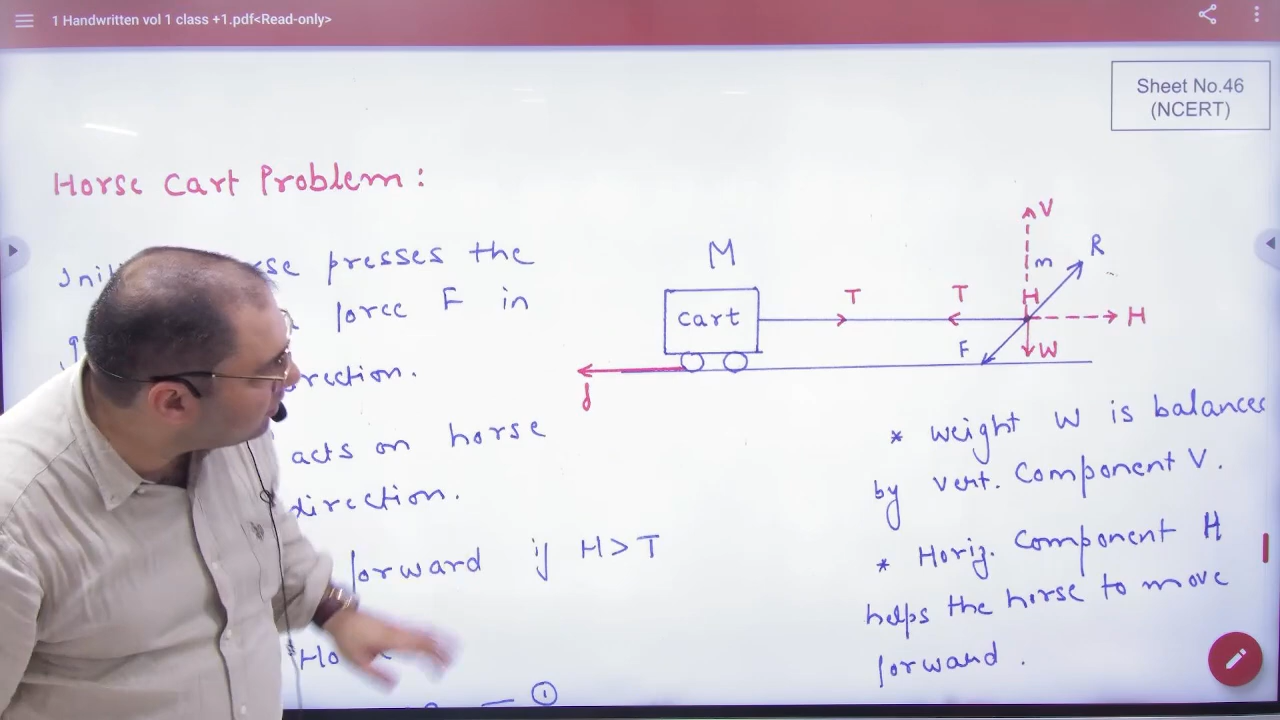 1 Handwritten vol 1 class +1.pdf<Read-only>
Sheet No.46
(NCERT)
Horse Cart Problem :
presses the
force F in
direction.
acts on horse
direction.
forward if H > T
— ①
M
cart
T
T
V
m
R
H
H
F
W
f
* Weight W is balances
by vert. Component V.
* Horiz. Component H
helps the horse to move
forward.